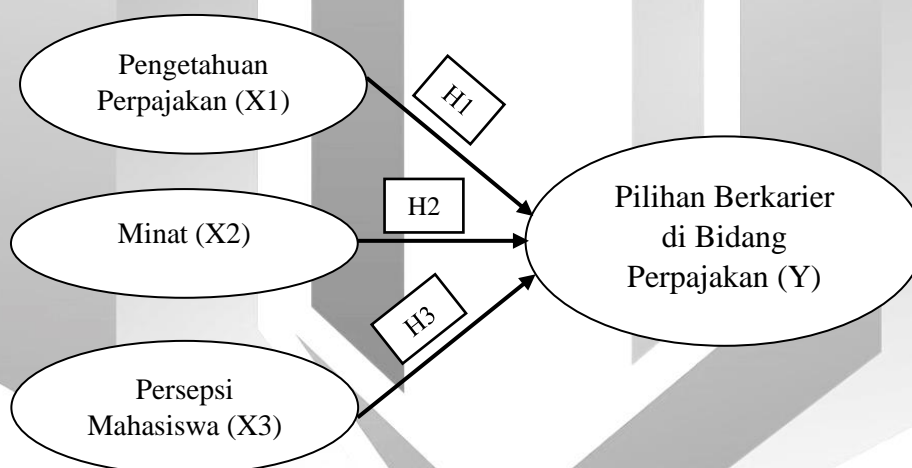 Pengetahuan
Perpajakan (X1)
H1
Minat (X2)
H2
Pilihan Berkarier
di Bidang
Perpajakan (Y)
H3
Persepsi
Mahasiswa (X3)